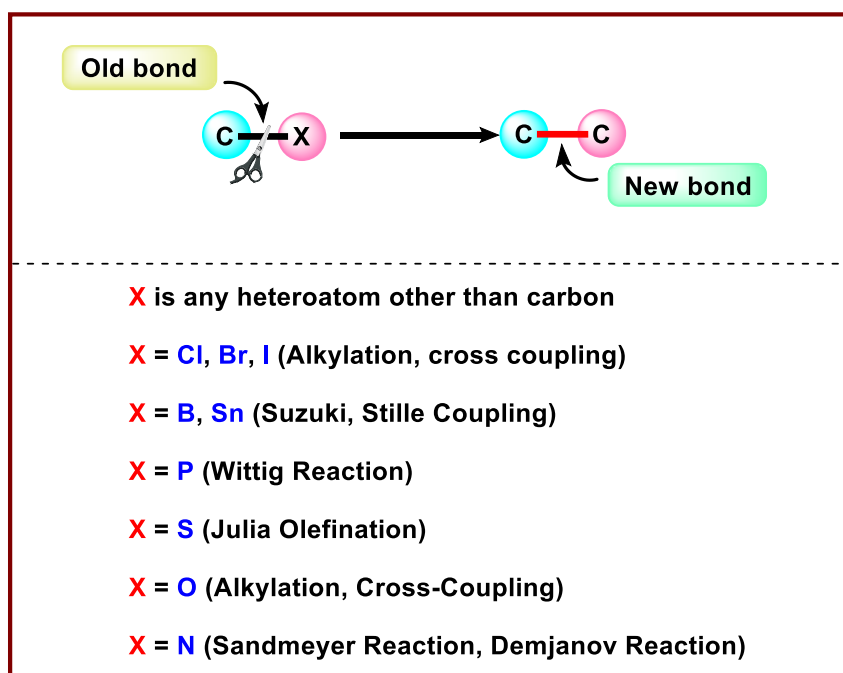 Old bond
C X C C
New bond
X is any heteroatom other than carbon
X = Cl, Br, I (Alkylation, cross coupling)
X = B, Sn (Suzuki, Stille Coupling)
X = P (Wittig Reaction)
X = S (Julia Olefination)
X = O (Alkylation, Cross-Coupling)
X = N (Sandmeyer Reaction, Demjanov Reaction)